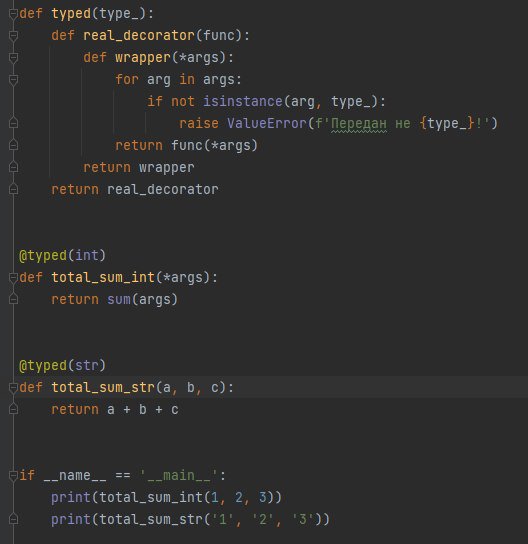 def typed(type_):
    def real_decorator(func):
        def wrapper(*args):
            for arg in args:
                if not isinstance(arg, type_):
                    raise ValueError(f'Передан не {type_}!')
            return func(*args)
        return wrapper
    return real_decorator
@typed(int)
def total_sum_int(*args):
    return sum(args)
@typed(str)
def total_sum_str(a, b, c):
    return a + b + c
if __name__ == '__main__':
    print(total_sum_int(1, 2, 3))
    print(total_sum_str('1', '2', '3'))